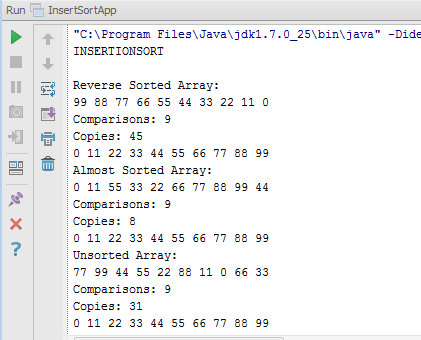 Run InsertSortApp
"C:\Program Files\Java\jdk1.7.0_25\bin\java" -Dide
INSERTIONSORT
Reverse Sorted Array:
99 88 77 66 55 44 33 22 11 0
Comparisons: 9
Copies: 45
0 11 22 33 44 55 66 77 88 99
Almost Sorted Array:
0 11 55 33 22 66 77 88 99 44
Comparisons: 9
Copies: 8
0 11 22 33 44 55 66 77 88 99
Unsorted Array:
77 99 44 55 22 88 11 0 66 33
Comparisons: 9
Copies: 31
0 11 22 33 44 55 66 77 88 99